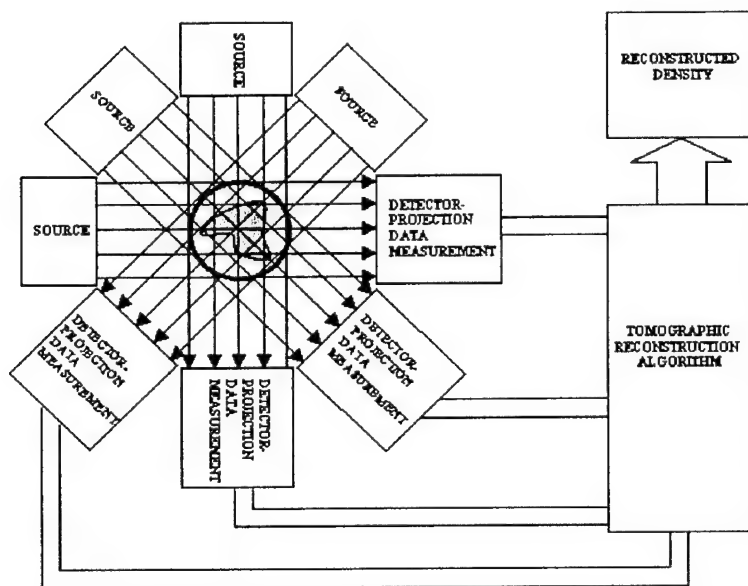 SOURCE
RECONSTRUCTED
DENSITY
SOURCE
SOURCE
SOURCE
DETECTOR-
PROJECTION
DATA
MEASUREMENT
DETECTOR-
PROJECTION
DATA
MEASUREMENT
DETECTOR-
PROJECTION
DATA
MEASUREMENT
DETECTOR-
PROJECTION
DATA
MEASUREMENT
TOMOGRAPHIC
RECONSTRUCTION
ALGORITHM